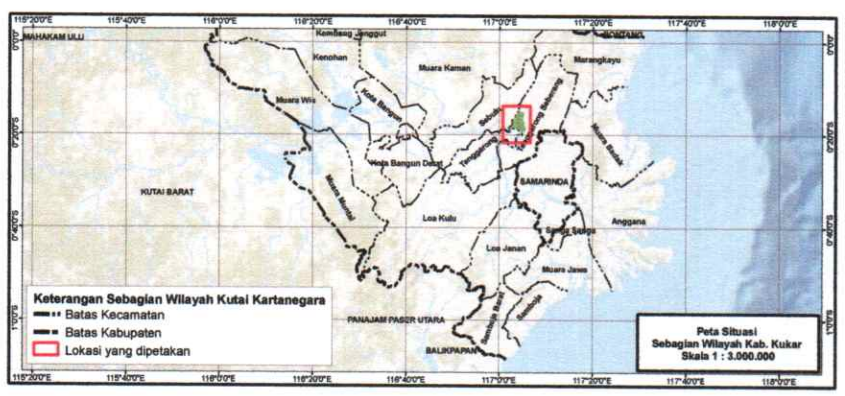 115°20'0"E 115°40'0"E 116°0'0"E 116°20'0"E 116°40'0"E 117°0'0"E 117°20'0"E 117°40'0"E 118°0'0"E
MAHAKAM ULU
Kembang Janggut
BONTANG
0°0'0"
0°0'0"
Kenohan
Muara Kaman
Marangkayu
Muara Wis
Kota Bangun
Sebulu
Tenggarong Seberang
0°20'0"S
0°20'0"S
Tenggarong
Muara Badak
Kota Bangun Darat
SAMARINDA
KUTAI BARAT
Muara Muntai
Loa Kulu
Anggana
0°40'0"S
0°40'0"S
Sanga Sanga
Loa Janan
Muara Jawa
Keterangan Sebagian Wilayah Kutai Kartanegara
Batas Kecamatan
Batas Kabupaten
Lokasi yang dipetakan
Samboja Barat
Samboja
PANAJAM PASER UTARA
BALIKPAPAN
1°0'0"S
1°0'0"S
Peta Situasi
Sebagian Wilayah Kab. Kukar
Skala 1 : 3.000.000
115°20'0"E 115°40'0"E 116°0'0"E 116°20'0"E 116°40'0"E 117°0'0"E 117°20'0"E 117°40'0"E 118°0'0"E